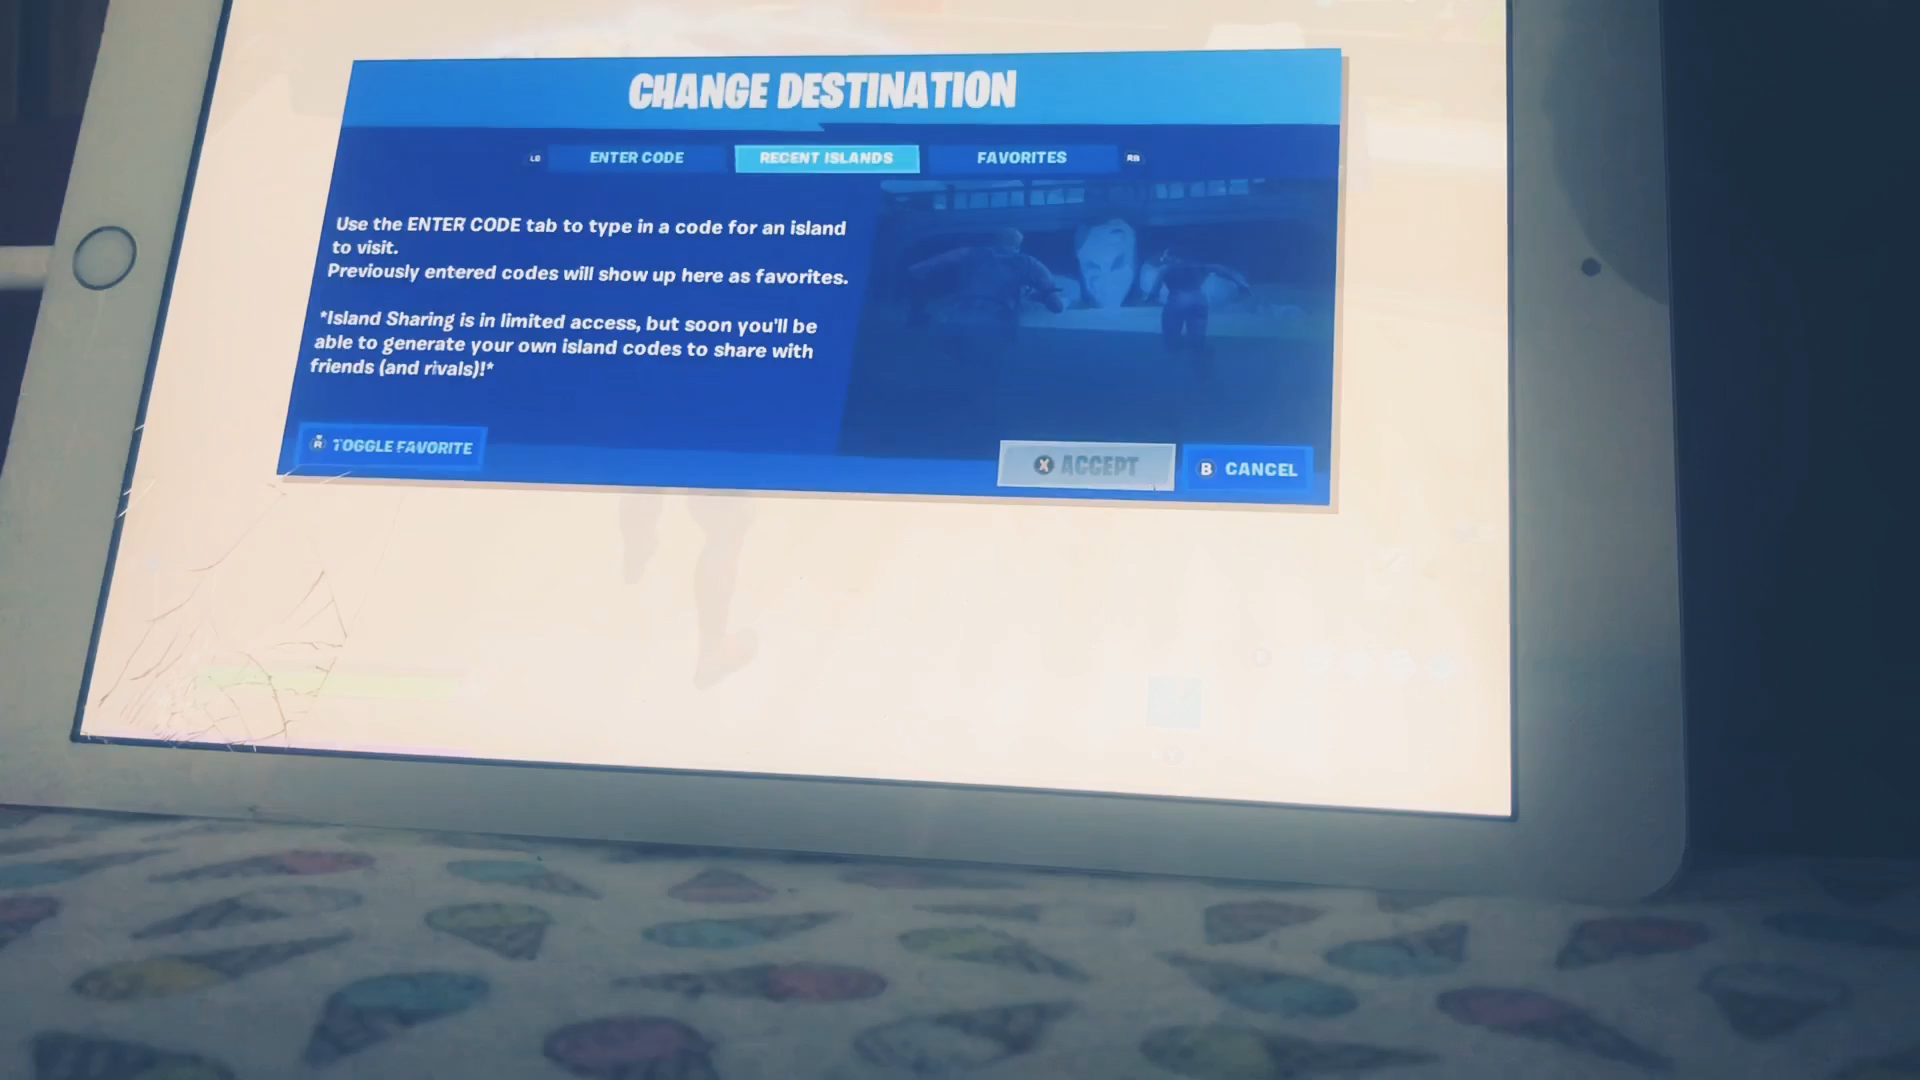 CHANGE DESTINATION
LB ENTER CODE RECENT ISLANDS FAVORITES RB
Use the ENTER CODE tab to type in a code for an island
to visit.
Previously entered codes will show up here as favorites.
*Island Sharing is in limited access, but soon you'll be
able to generate your own island codes to share with
friends (and rivals)!*
R TOGGLE FAVORITE
X ACCEPT
B CANCEL